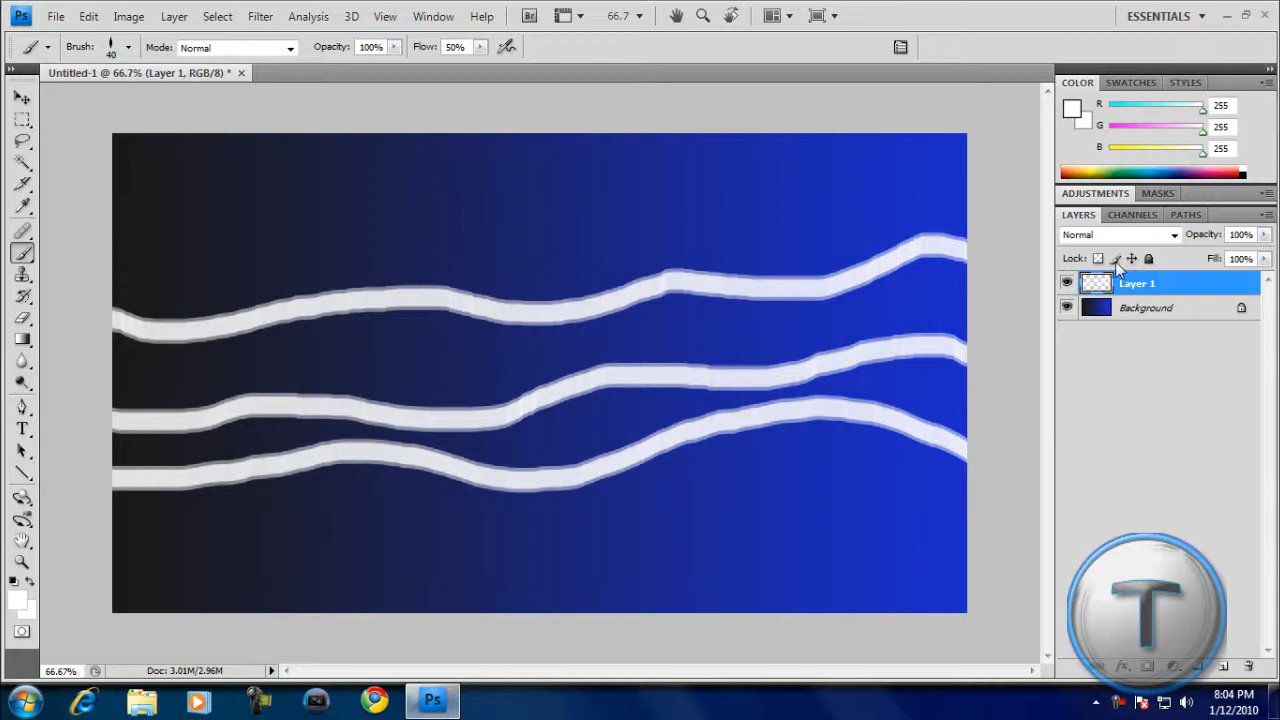 Ps File Edit Image Layer Select Filter Analysis 3D View Window Help Br 66.7 ESSENTIALS
Brush: 40 Mode: Normal Opacity: 100% Flow: 50%
Untitled-1 @ 66.7% (Layer 1, RGB/8) *
COLOR SWATCHES STYLES
R 255
G 255
B 255
ADJUSTMENTS MASKS
LAYERS CHANNELS PATHS
Normal Opacity: 100%
Lock: Fill: 100%
Layer 1
Background
T
66.67% Doc: 3.01M/2.96M
Ps
8:04 PM
1/12/2010